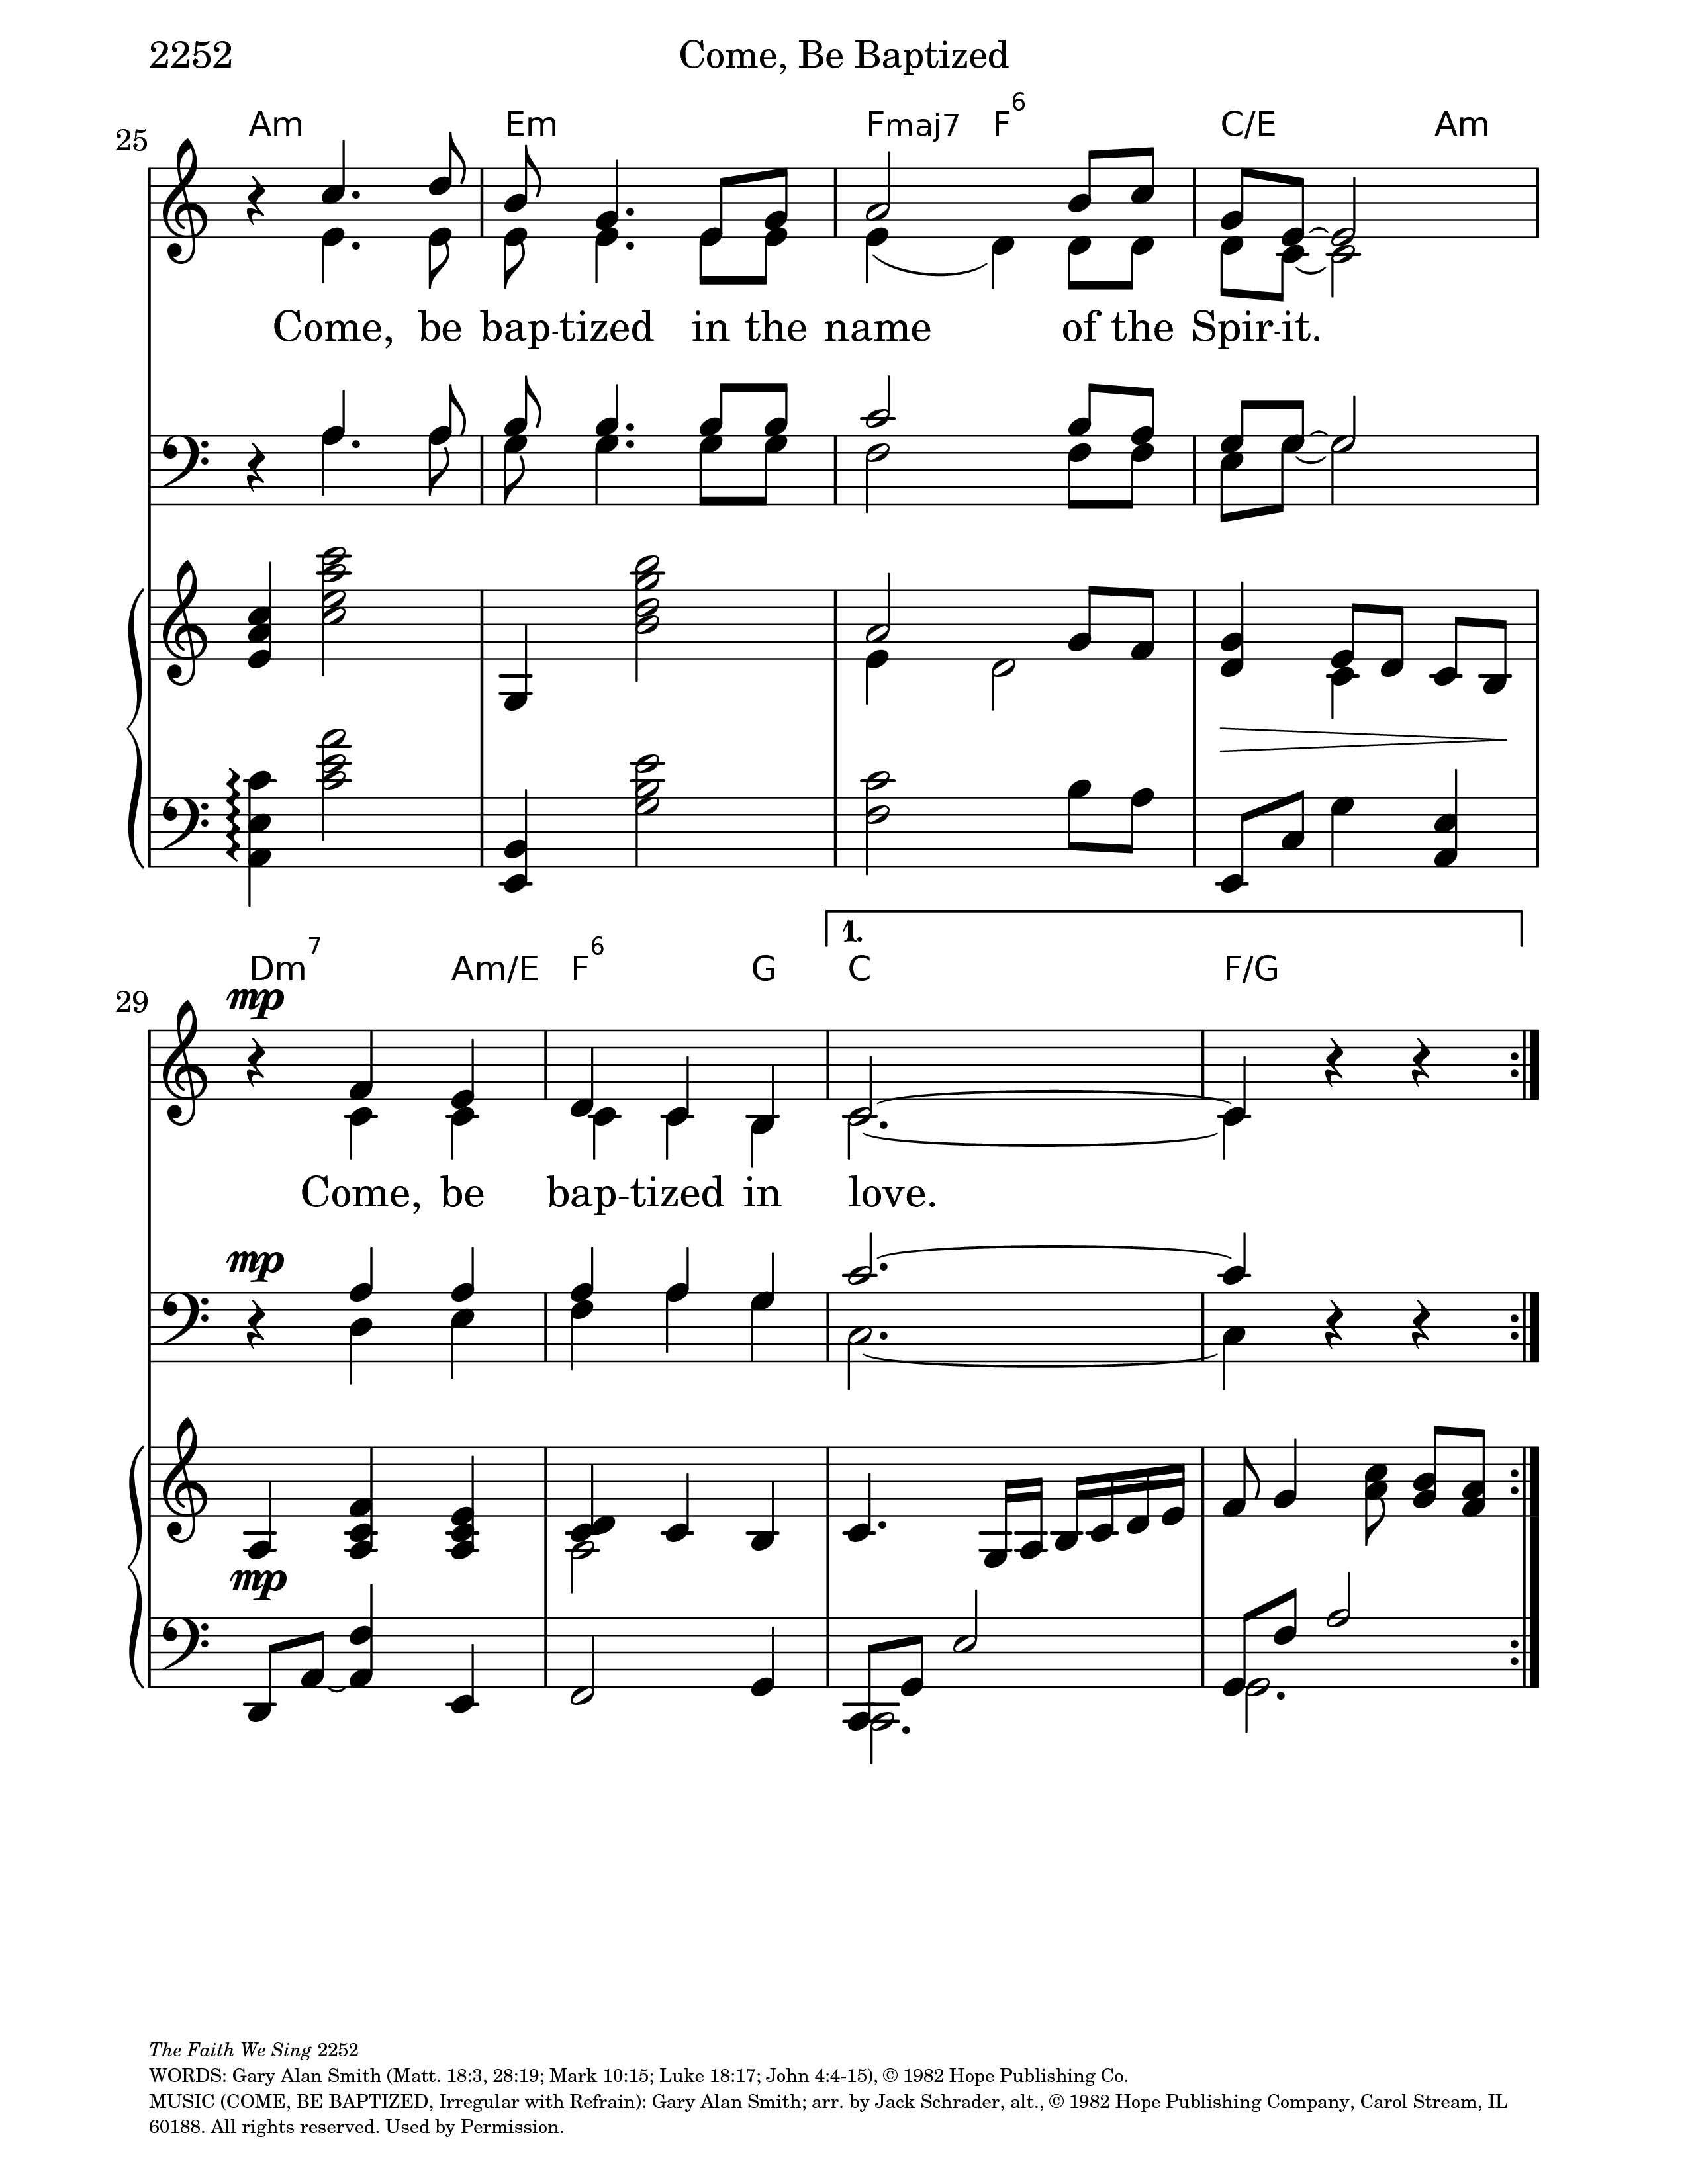 2252 Come, Be Baptized
Am Em Fmaj7 F6 C/E Am
25
Come, be bap - tized in the name of the Spir - it.
1.
Dm7 Am/E F6 G C F/G
29
mp
Come, be bap - tized in love.
mp
mp
The Faith We Sing 2252
WORDS: Gary Alan Smith (Matt. 18:3, 28:19; Mark 10:15; Luke 18:17; John 4:4-15), © 1982 Hope Publishing Co.
MUSIC (COME, BE BAPTIZED, Irregular with Refrain): Gary Alan Smith; arr. by Jack Schrader, alt., © 1982 Hope Publishing Company, Carol Stream, IL
60188. All rights reserved. Used by Permission.